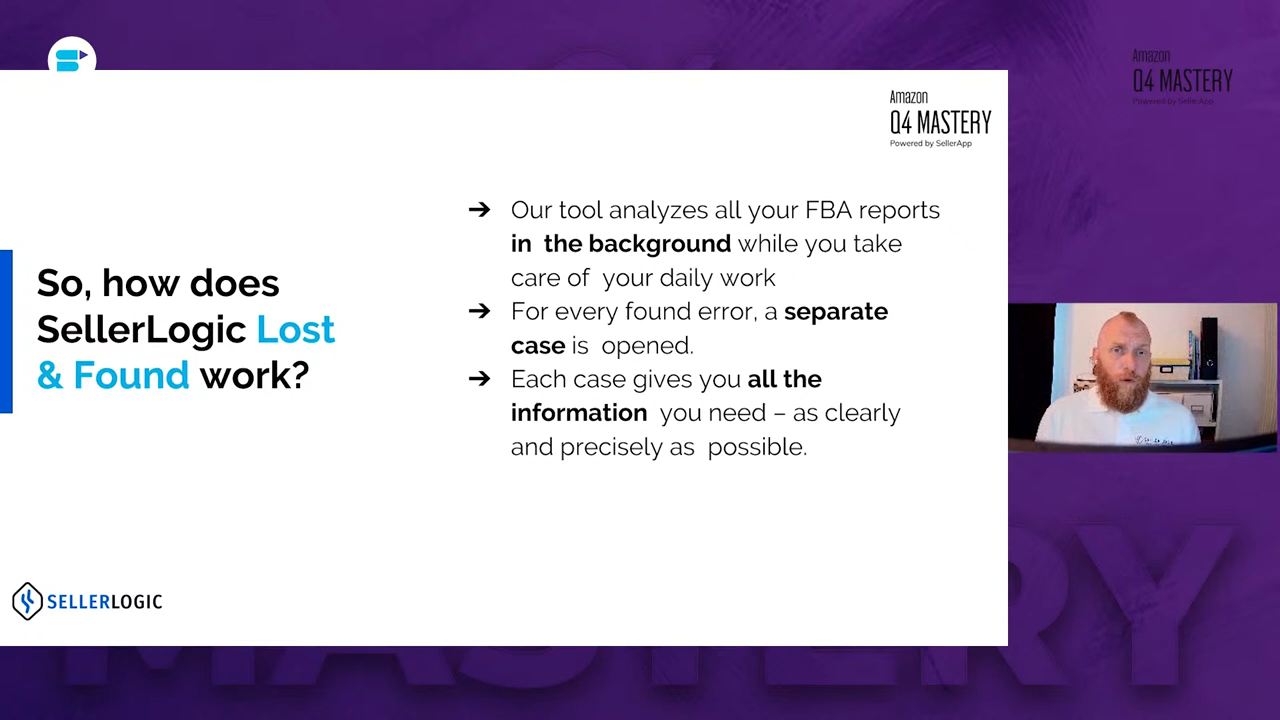 Amazon
Q4 MASTERY
Powered by SellerApp
Amazon
Q4 MASTERY
Powered by SellerApp
So, how does
SellerLogic Lost
& Found work?
➔ Our tool analyzes all your FBA reports
in the background while you take
care of your daily work
➔ For every found error, a separate
case is opened.
➔ Each case gives you all the
information you need – as clearly
and precisely as possible.
SELLERLOGIC
MASTERY